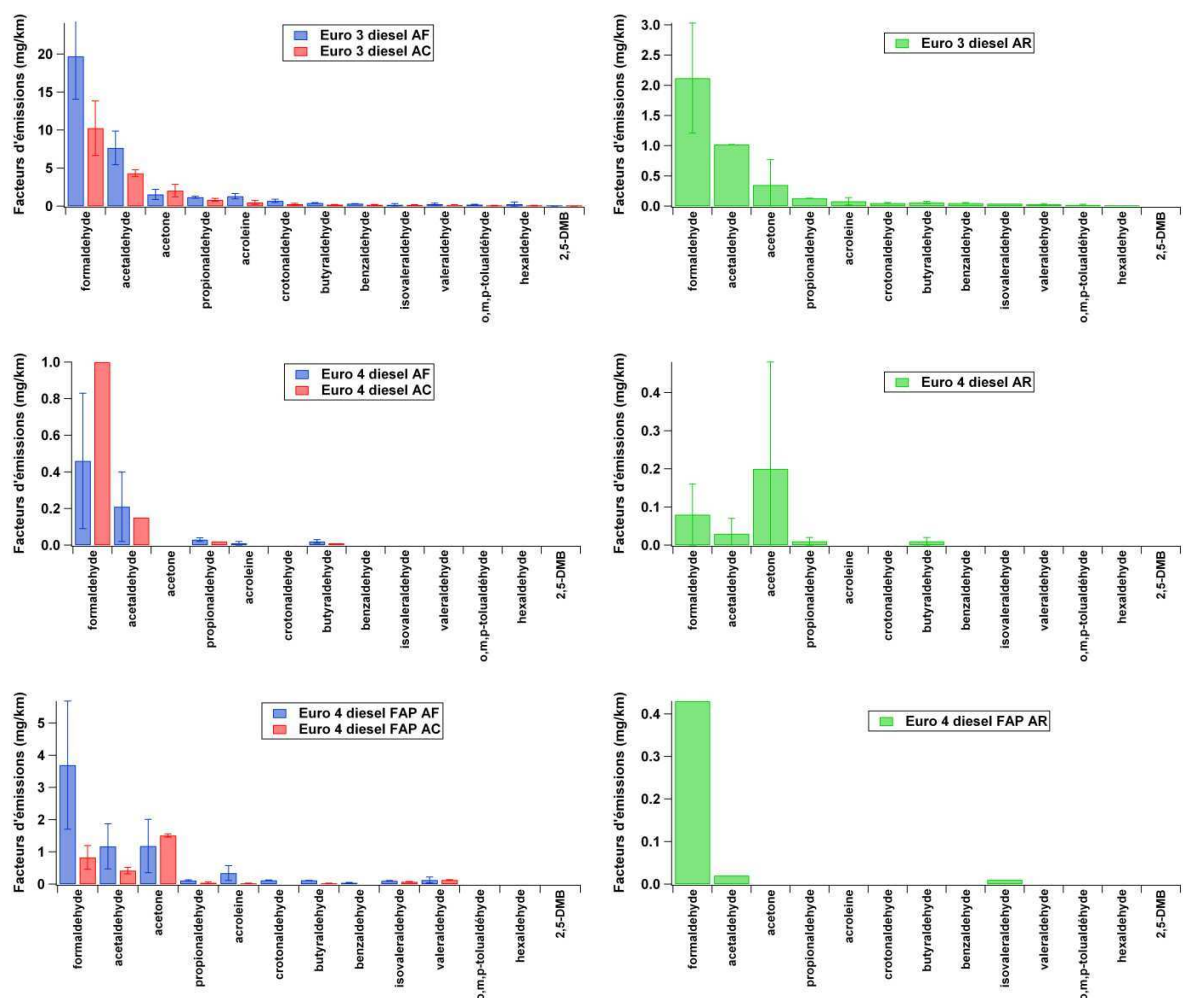 Facteurs d'émissions (mg/km)
20
15
10
5
0
Euro 3 diesel AF
Euro 3 diesel AC
formaldehyde
acetaldehyde
acetone
propionaldehyde
acroleine
crotonaldehyde
butyraldehyde
benzaldehyde
isovaleraldehyde
valeraldehyde
o,m,p-tolualdéhyde
hexaldehyde
2,5-DMB
Facteurs d'émissions (mg/km)
3.0
2.5
2.0
1.5
1.0
0.5
0.0
Euro 3 diesel AR
formaldehyde
acetaldehyde
acetone
propionaldehyde
acroleine
crotonaldehyde
butyraldehyde
benzaldehyde
isovaleraldehyde
valeraldehyde
o,m,p-tolualdéhyde
hexaldehyde
2,5-DMB
Facteurs d'émissions (mg/km)
1.0
0.8
0.6
0.4
0.2
0.0
Euro 4 diesel AF
Euro 4 diesel AC
formaldehyde
acetaldehyde
acetone
propionaldehyde
acroleine
crotonaldehyde
butyraldehyde
benzaldehyde
isovaleraldehyde
valeraldehyde
o,m,p-tolualdéhyde
hexaldehyde
2,5-DMB
Facteurs d'émissions (mg/km)
0.4
0.3
0.2
0.1
0.0
Euro 4 diesel AR
formaldehyde
acetaldehyde
acetone
propionaldehyde
acroleine
crotonaldehyde
butyraldehyde
benzaldehyde
isovaleraldehyde
valeraldehyde
o,m,p-tolualdéhyde
hexaldehyde
2,5-DMB
Facteurs d'émissions (mg/km)
5
4
3
2
1
0
Euro 4 diesel FAP AF
Euro 4 diesel FAP AC
formaldehyde
acetaldehyde
acetone
propionaldehyde
acroleine
crotonaldehyde
butyraldehyde
benzaldehyde
isovaleraldehyde
valeraldehyde
o,m,p-tolualdéhyde
hexaldehyde
2,5-DMB
Facteurs d'émissions (mg/km)
0.4
0.3
0.2
0.1
0.0
Euro 4 diesel FAP AR
formaldehyde
acetaldehyde
acetone
propionaldehyde
acroleine
crotonaldehyde
butyraldehyde
benzaldehyde
isovaleraldehyde
valeraldehyde
o,m,p-tolualdéhyde
hexaldehyde
2,5-DMB